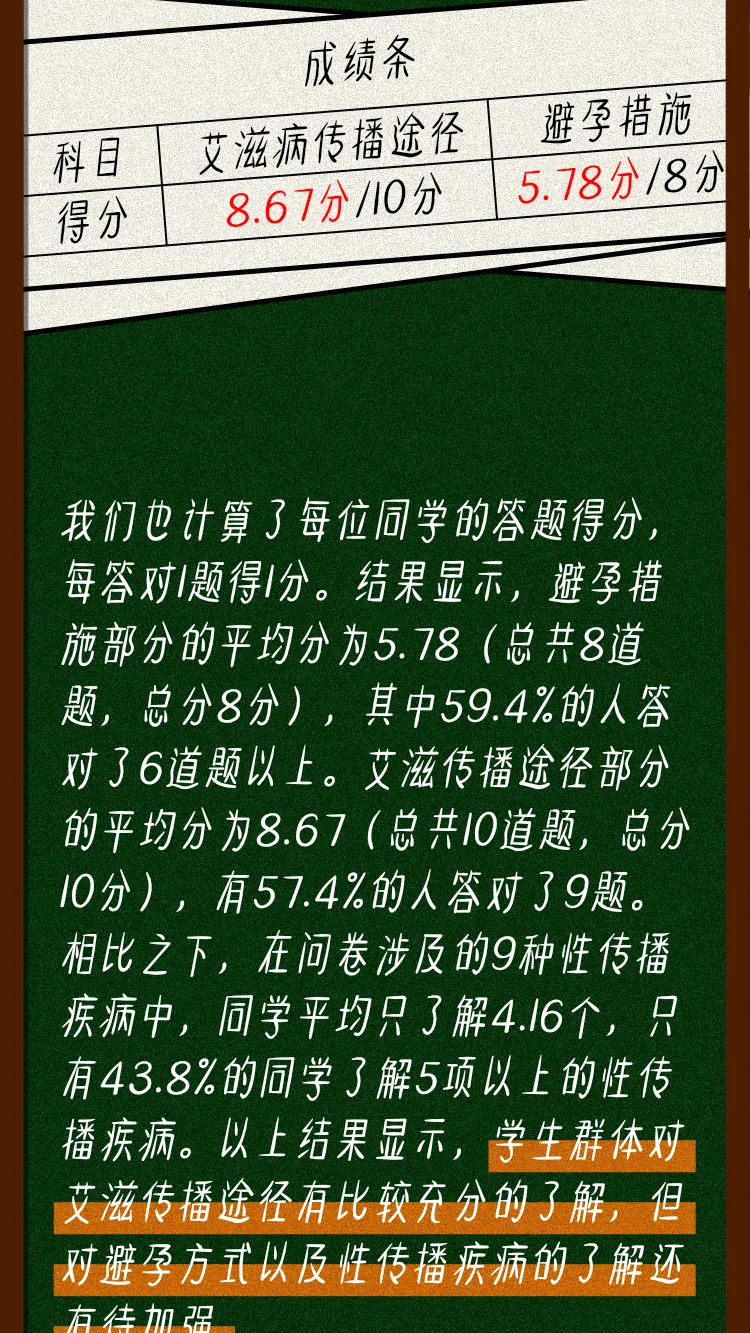 成绩条
科目 艾滋病传播途径 避孕措施
得分 8.67分/10分 5.78分/8分
我们也计算了每位同学的答题得分，
每答对1题得1分。结果显示，避孕措
施部分的平均分为5.78（总共8道
题，总分8分），其中59.4%的人答
对了6道题以上。艾滋传播途径部分
的平均分为8.67（总共10道题，总分
10分），有57.4%的人答对了9题。
相比之下，在问卷涉及的9种性传播
疾病中，同学平均只了解4.16个，只
有43.8%的同学了解5项以上的性传
播疾病。以上结果显示，学生群体对
艾滋传播途径有比较充分的了解，但
对避孕方式以及性传播疾病的了解还
有待加强